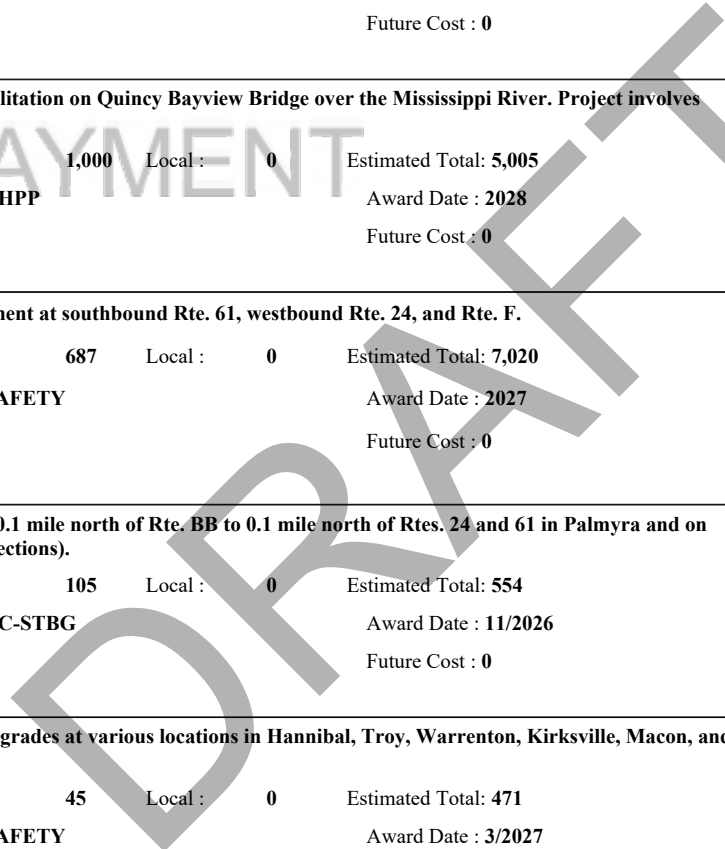 Future Cost : 0
litation on Quincy Bayview Bridge over the Mississippi River. Project involves
AYMENT
1,000 Local : 0 Estimated Total: 5,005
HPP Award Date : 2028
Future Cost : 0
ment at southbound Rte. 61, westbound Rte. 24, and Rte. F.
687 Local : 0 Estimated Total: 7,020
AFETY Award Date : 2027
Future Cost : 0
0.1 mile north of Rte. BB to 0.1 mile north of Rtes. 24 and 61 in Palmyra and on
ections).
105 Local : 0 Estimated Total: 554
C-STBG Award Date : 11/2026
Future Cost : 0
grades at various locations in Hannibal, Troy, Warrenton, Kirksville, Macon, and
45 Local : 0 Estimated Total: 471
AFETY Award Date : 3/2027
DRAFT